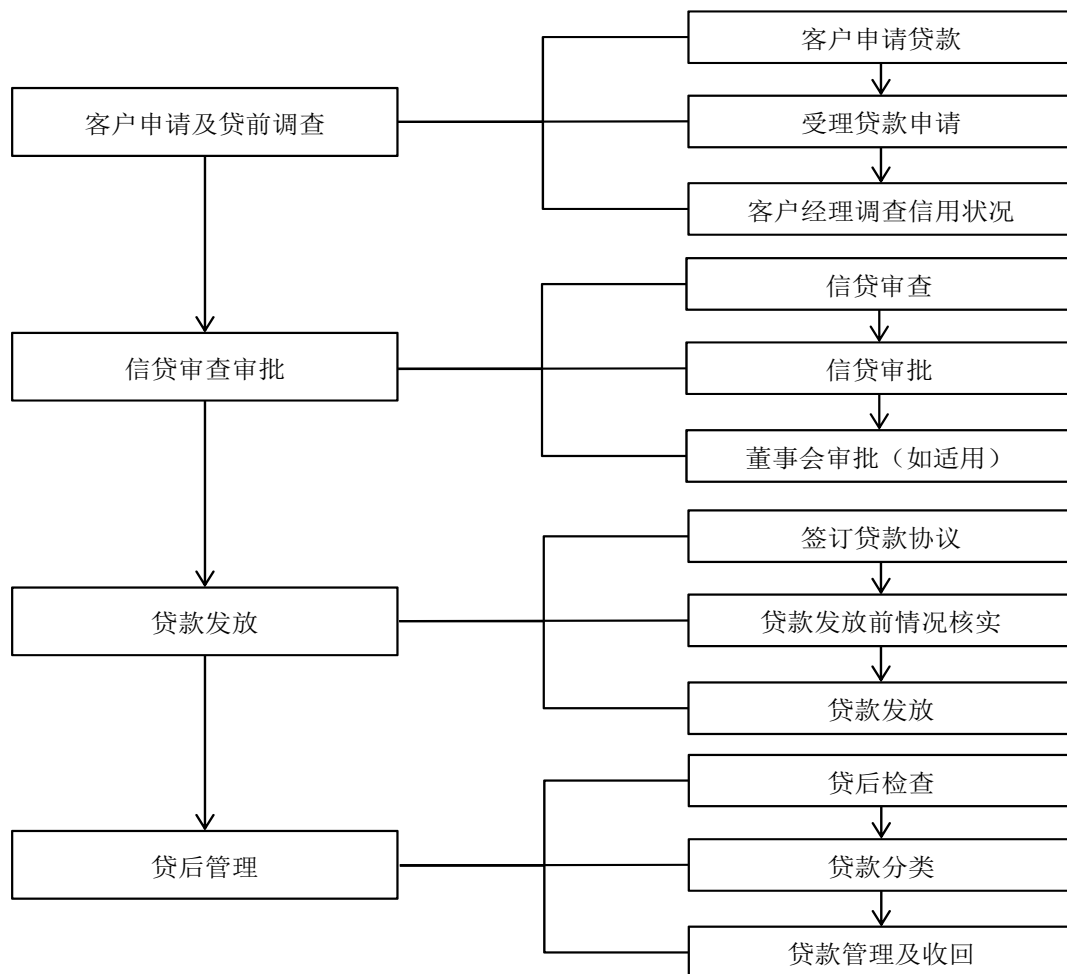 客户申请及贷前调查
客户申请贷款
受理贷款申请
客户经理调查信用状况
信贷审查审批
信贷审查
信贷审批
董事会审批（如适用）
贷款发放
签订贷款协议
贷款发放前情况核实
贷款发放
贷后管理
贷后检查
贷款分类
贷款管理及收回